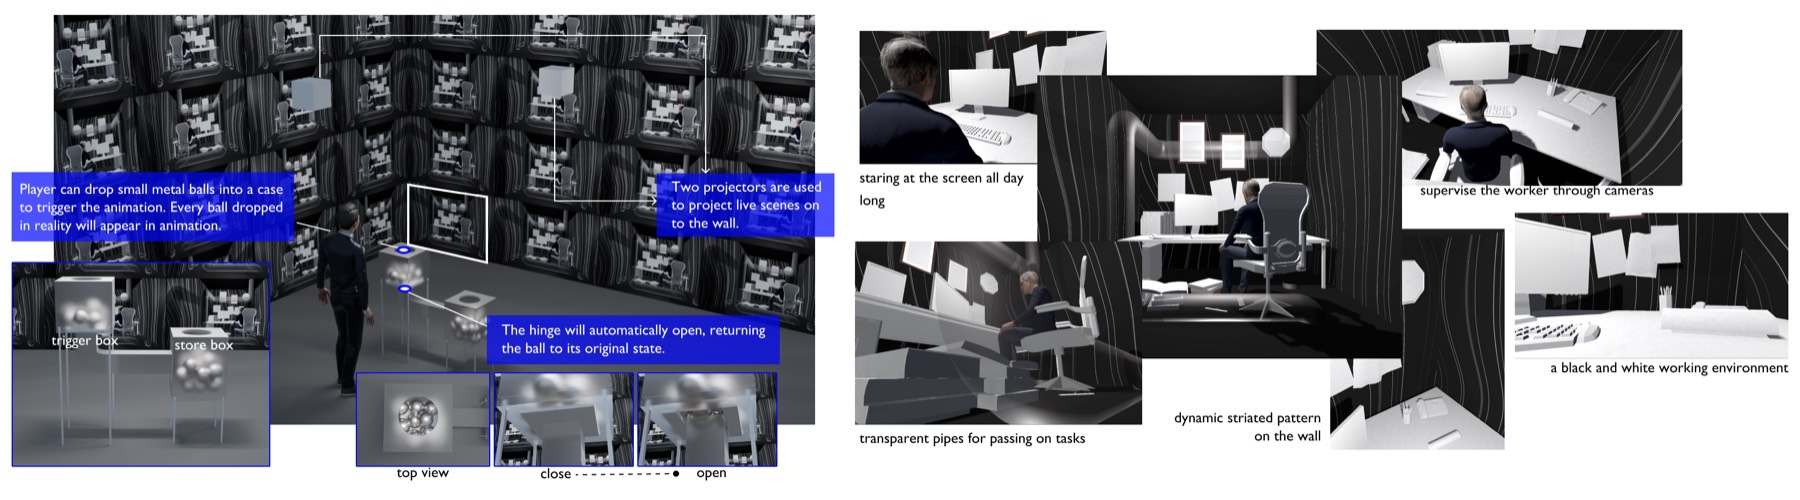 Player can drop small metal balls into a case
to trigger the animation. Every ball dropped
in reality will appear in animation.
Two projectors are used
to project live scenes on
to the wall.
trigger box
store box
The hinge will automatically open, returning
the ball to its original state.
top view
close
open
staring at the screen all day
long
supervise the worker through cameras
transparent pipes for passing on tasks
dynamic striated pattern
on the wall
a black and white working environment